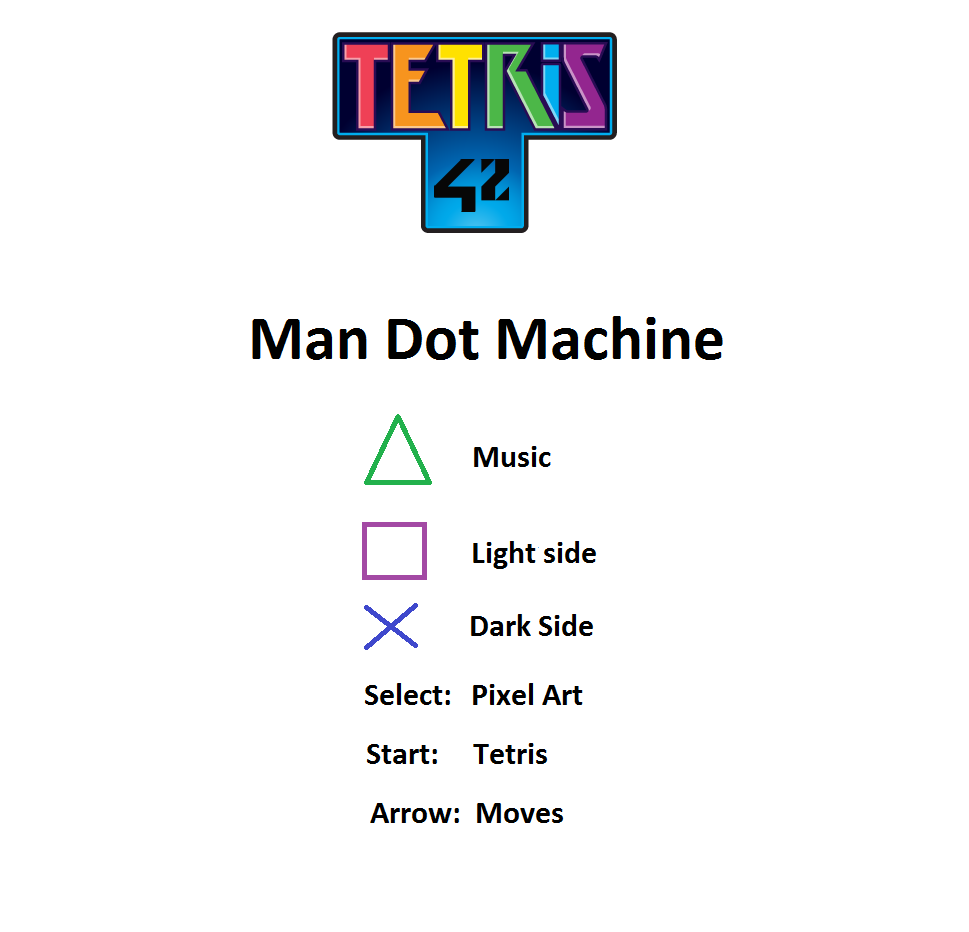 TETRiS
42
Man Dot Machine
Music
Light side
Dark Side
Select: Pixel Art
Start: Tetris
Arrow: Moves